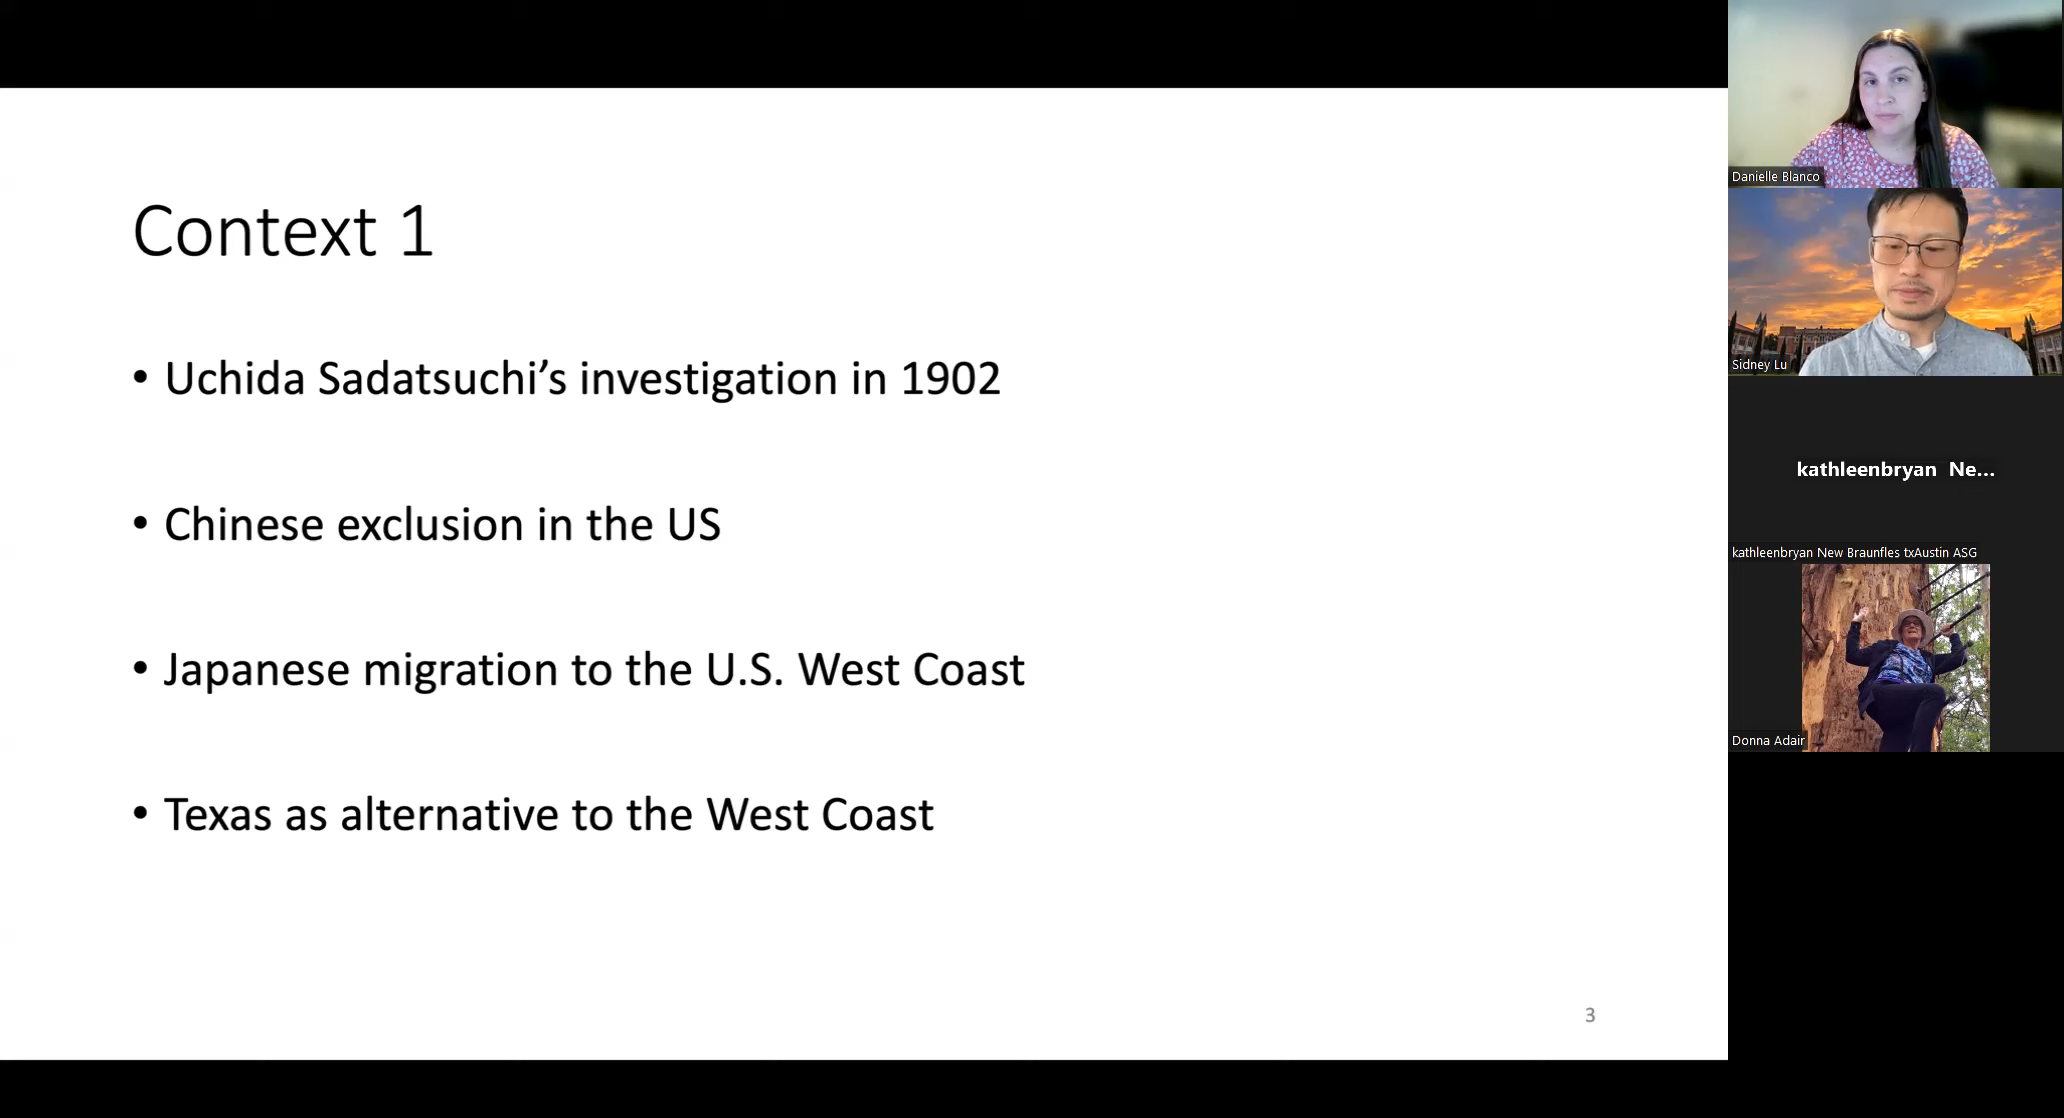 Context 1
• Uchida Sadatsuchi’s investigation in 1902
• Chinese exclusion in the US
• Japanese migration to the U.S. West Coast
• Texas as alternative to the West Coast
3
Danielle Blanco
Sidney Lu
kathleenbryan Ne...
kathleenbryan New Braunfles txAustin ASG
Donna Adair